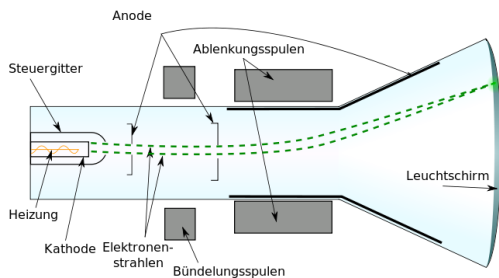 Anode
Ablenkungsspulen
Steuergitter
Leuchtschirm
Heizung
Kathode
Elektronen-
strahlen
Bündelungsspulen